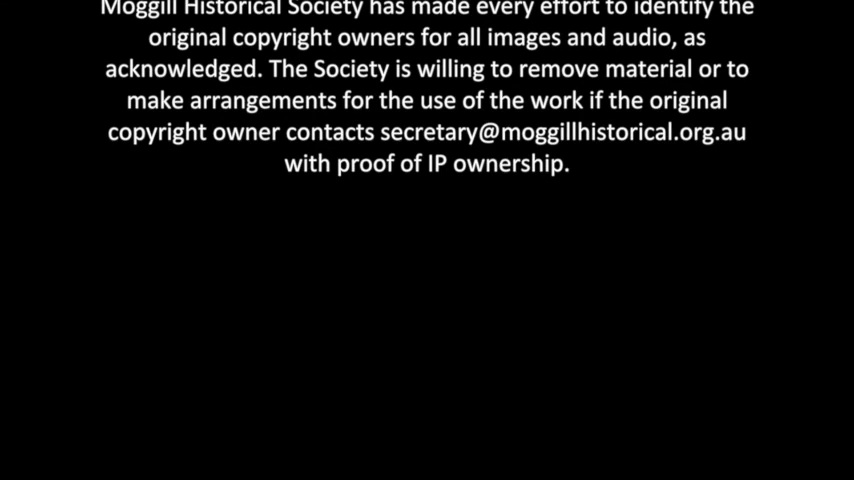 Moggill Historical Society has made every effort to identify the
original copyright owners for all images and audio, as
acknowledged. The Society is willing to remove material or to
make arrangements for the use of the work if the original
copyright owner contacts secretary@moggillhistorical.org.au
with proof of IP ownership.